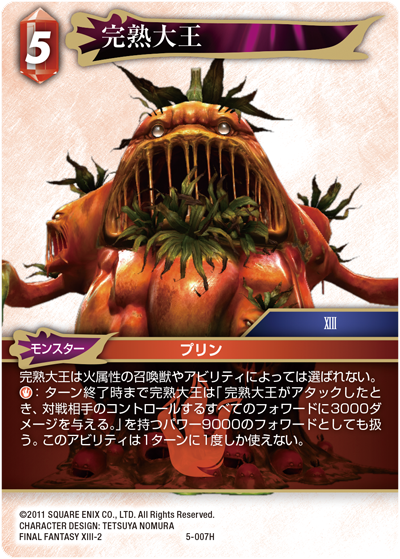 5
完熟大王
XIII
モンスター
プリン
完熟大王は火属性の召喚獣やアビリティによっては選ばれない。
：ターン終了時まで完熟大王は「完熟大王がアタックしたと
き、対戦相手のコントロールするすべてのフォワードに3000ダ
メージを与える。」を持つパワー9000のフォワードとしても扱
う。このアビリティは1ターンに1度しか使えない。
©2011 SQUARE ENIX CO., LTD. All Rights Reserved.
CHARACTER DESIGN: TETSUYA NOMURA
FINAL FANTASY XIII-2 5-007H